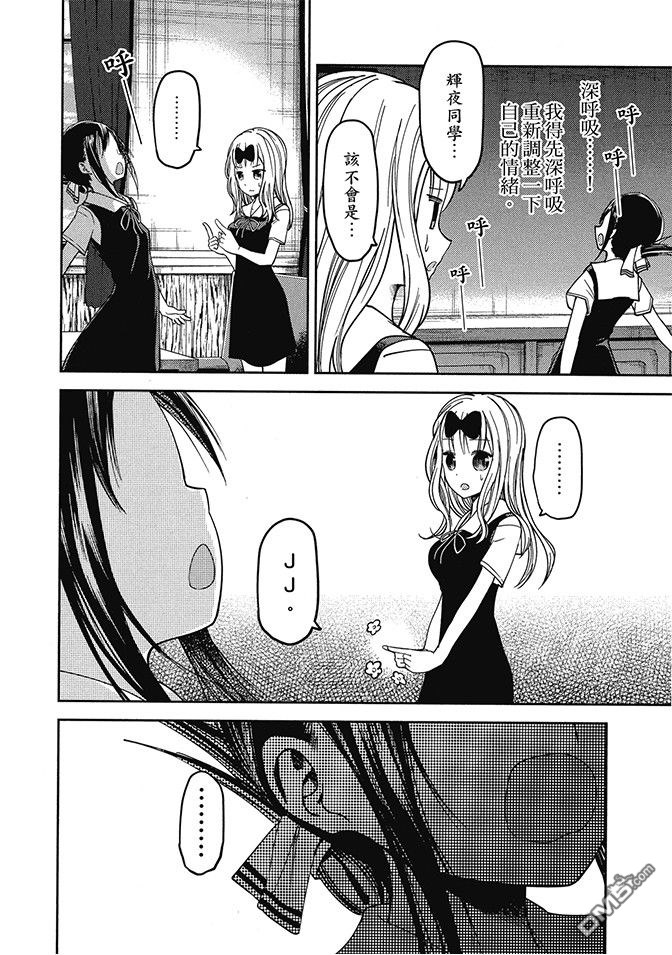 深呼吸……!
我得先深呼吸
重新調整一下
自己的情緒．
呼
呼
呼
輝夜同學…
該不會是…
……
呼
呼
………
JJ。
………
DM5.com